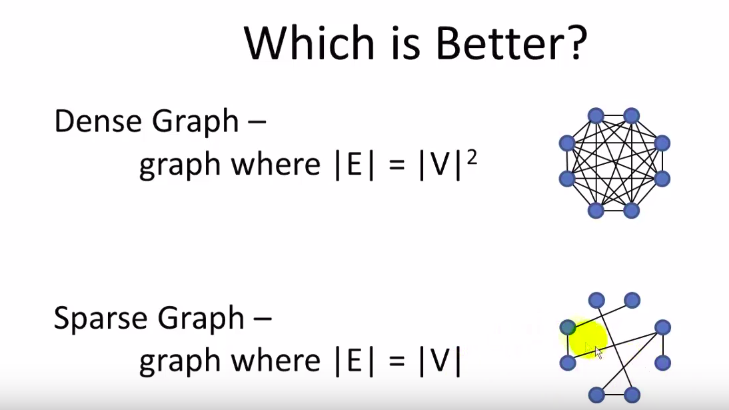 Which is Better?
Dense Graph –
graph where |E| = |V|²
Sparse Graph –
graph where |E| = |V|